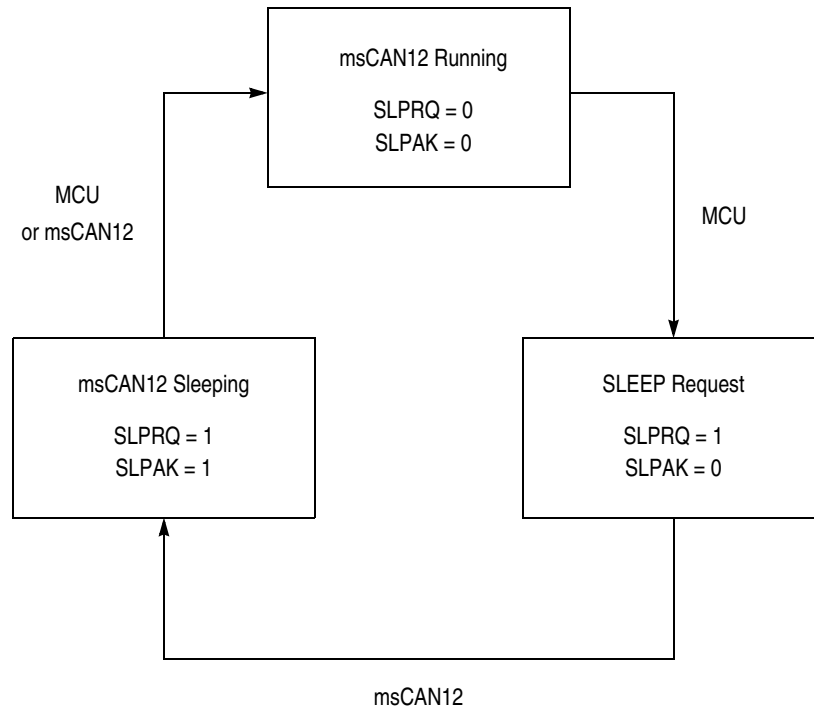 msCAN12 Running
SLPRQ = 0
SLPAK = 0
MCU
or msCAN12
MCU
msCAN12 Sleeping
SLPRQ = 1
SLPAK = 1
SLEEP Request
SLPRQ = 1
SLPAK = 0
msCAN12